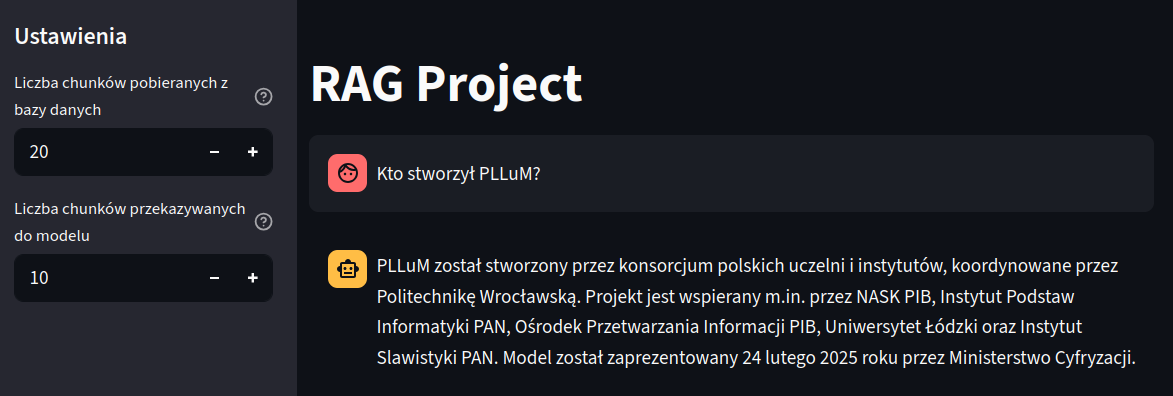 Ustawienia
Liczba chunków pobieranych z
bazy danych
20
Liczba chunków przekazywanych
do modelu
10
RAG Project
Kto stworzył PLLuM?
PLLuM został stworzony przez konsorcjum polskich uczelni i instytutów, koordynowane przez
Politechnikę Wrocławską. Projekt jest wspierany m.in. przez NASK PIB, Instytut Podstaw
Informatyki PAN, Ośrodek Przetwarzania Informacji PIB, Uniwersytet Łódzki oraz Instytut
Slawistyki PAN. Model został zaprezentowany 24 lutego 2025 roku przez Ministerstwo Cyfryzacji.